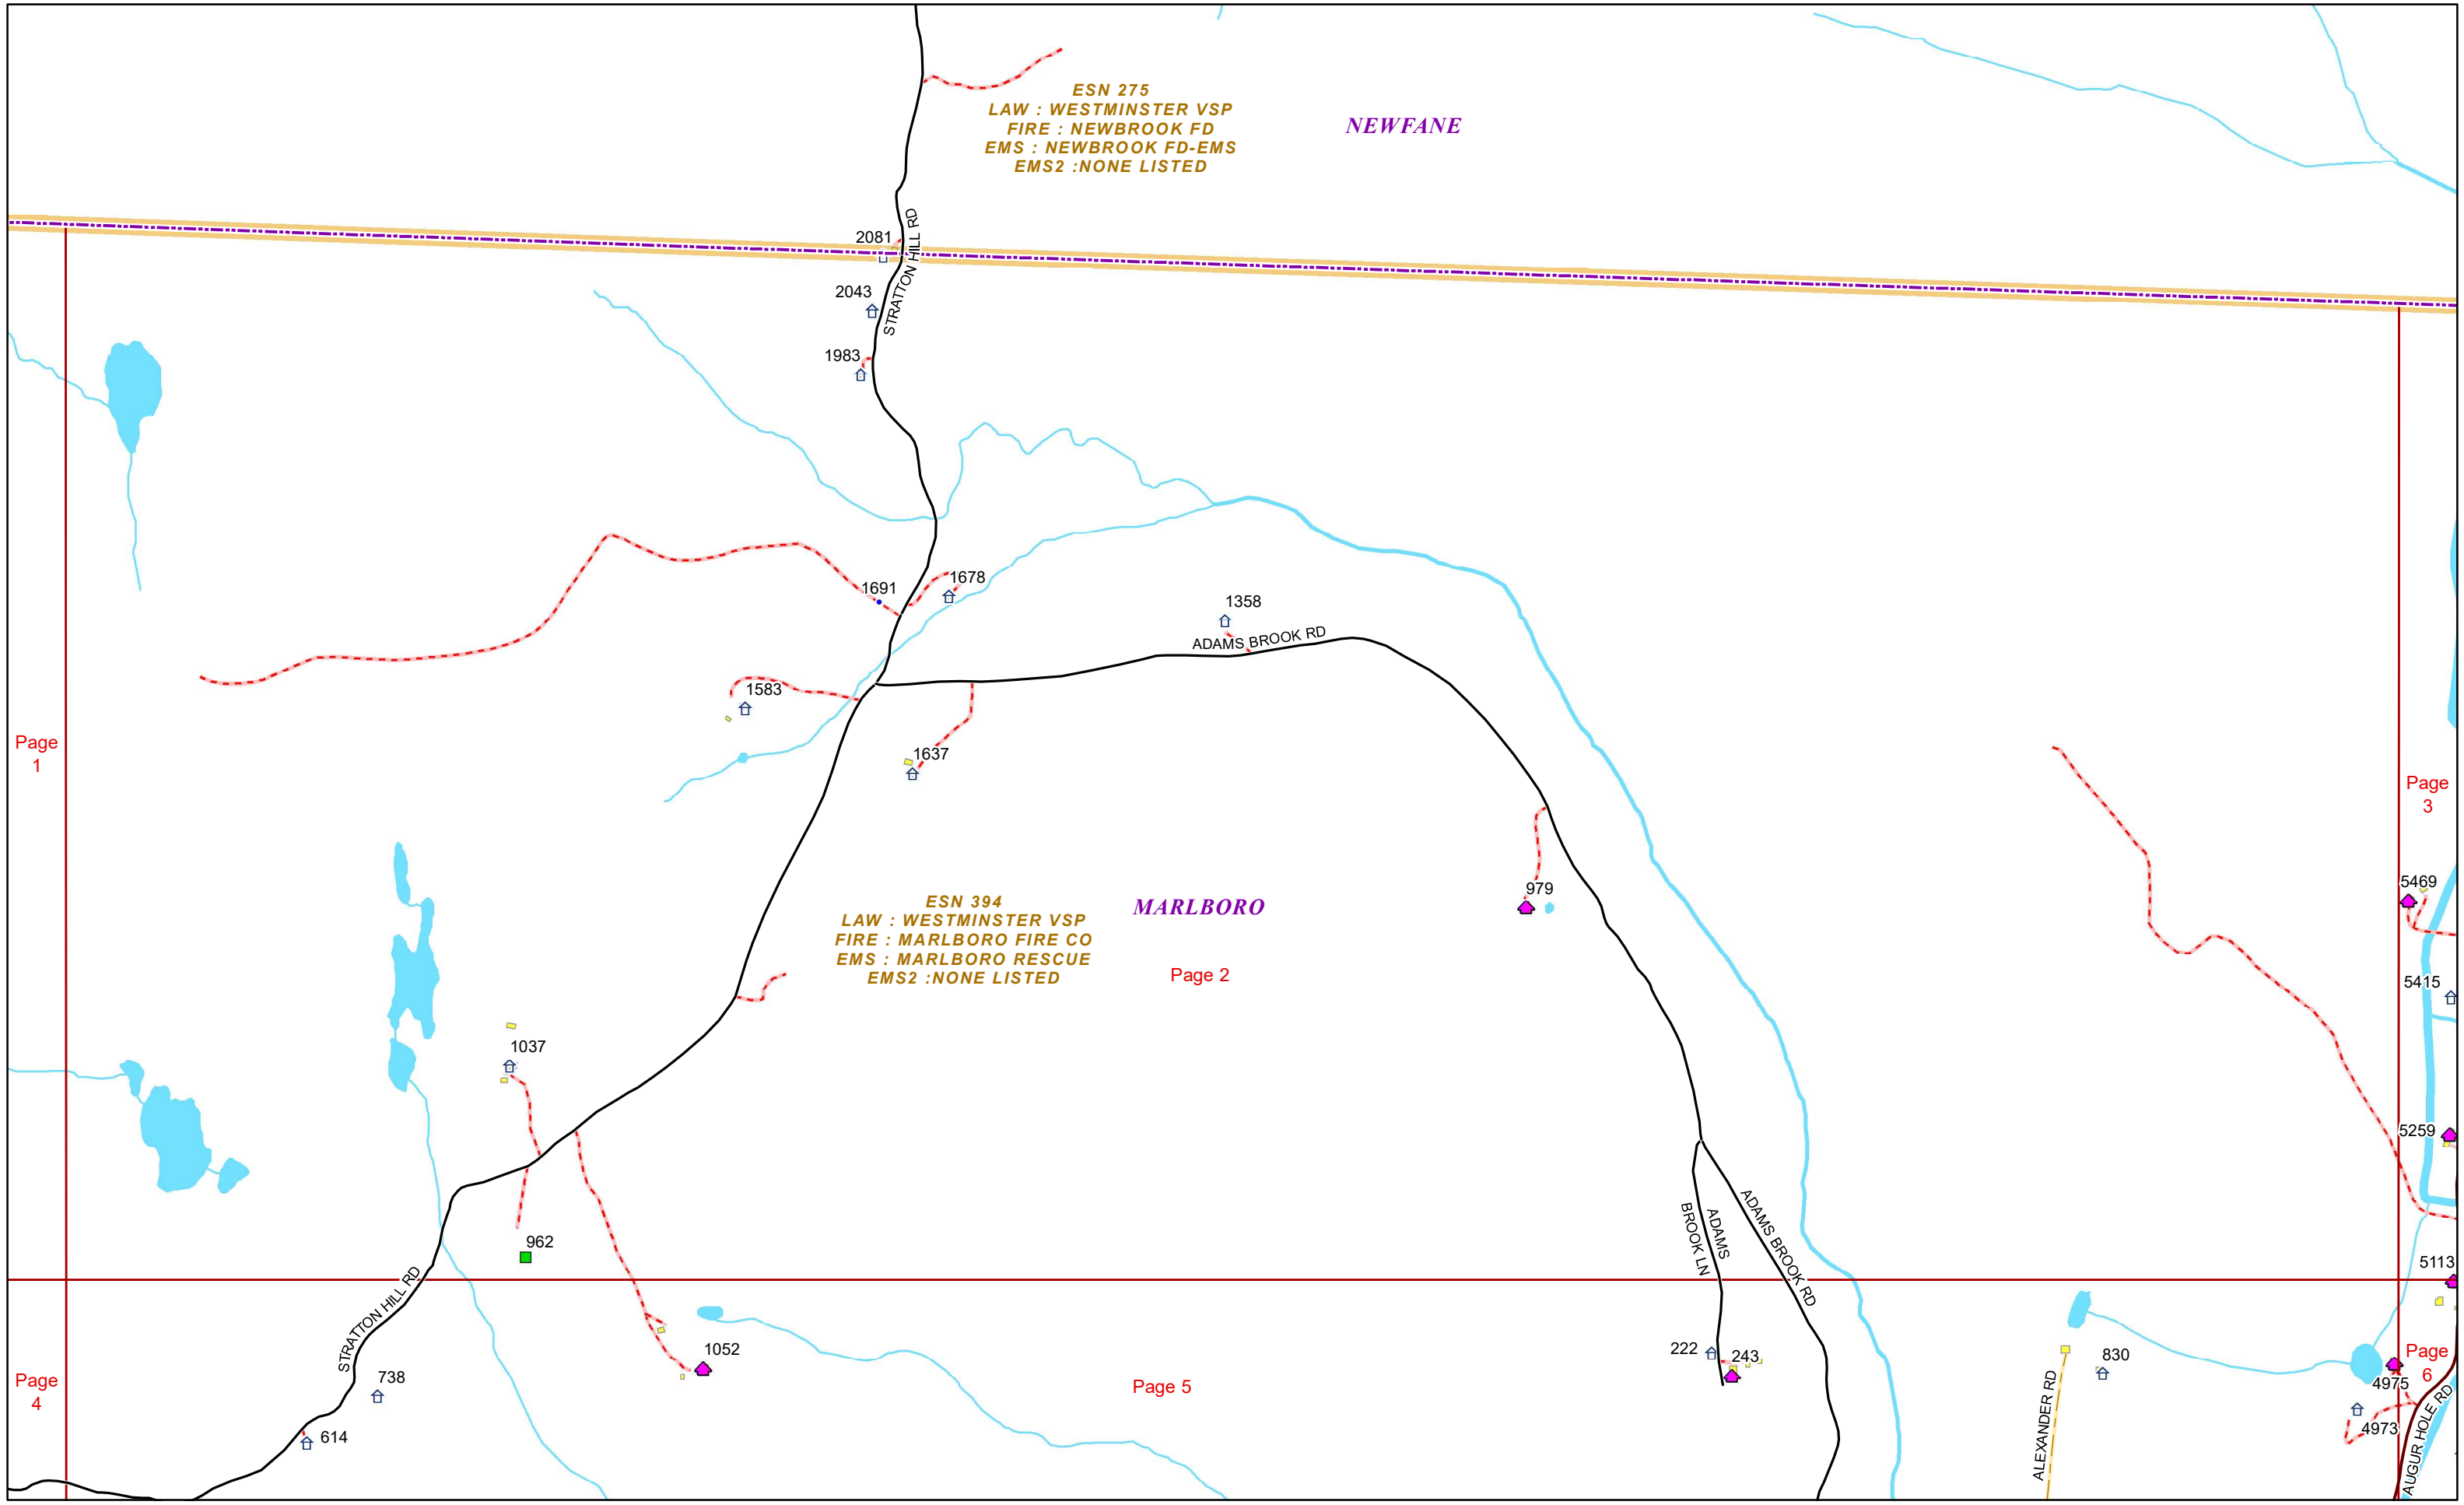 ESN 275
LAW : WESTMINSTER VSP
FIRE : NEWBROOK FD
EMS : NEWBROOK FD-EMS
EMS2 :NONE LISTED
NEWFANE
2081
STRATTON HILL RD
2043
1983
1691
1678
1358
ADAMS BROOK RD
1583
1637
Page
1
Page
3
979
5469
ESN 394
LAW : WESTMINSTER VSP
FIRE : MARLBORO FIRE CO
EMS : MARLBORO RESCUE
EMS2 :NONE LISTED
MARLBORO
Page 2
5415
1037
5259
962
ADAMS
BROOK LN
ADAMS BROOK RD
5113
STRATTON HILL RD
1052
222
243
830
Page
6
Page
4
738
Page 5
4975
614
ALEXANDER RD
4973
AUGUR HOLE RD